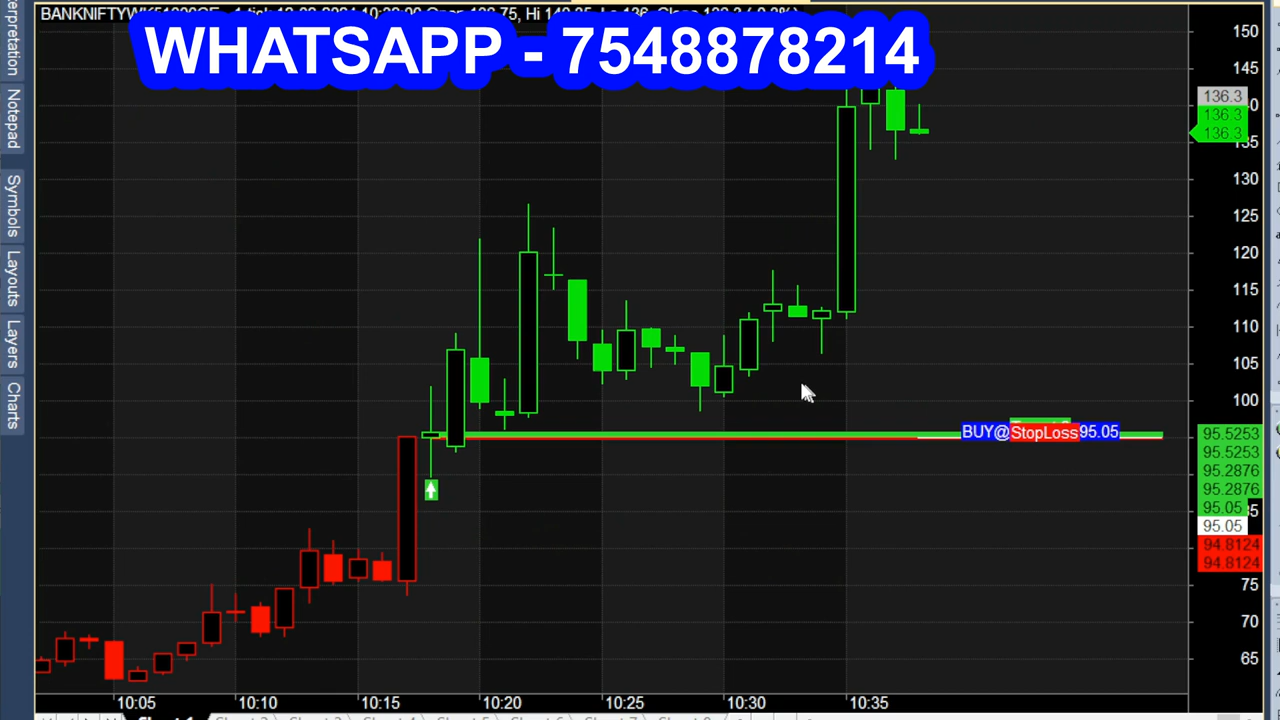 WHATSAPP - 7548878214
Interpretation
Notepad
Symbols
Layouts
Layers
Charts
150
145
136.3
136.3
136.3
135
130
125
120
115
110
105
100
BUY@ StopLoss 95.05
95.5253
95.5253
95.2876
95.2876
95.05
95.05
94.8124
94.8124
75
70
65
10:05 10:10 10:15 10:20 10:25 10:30 10:35